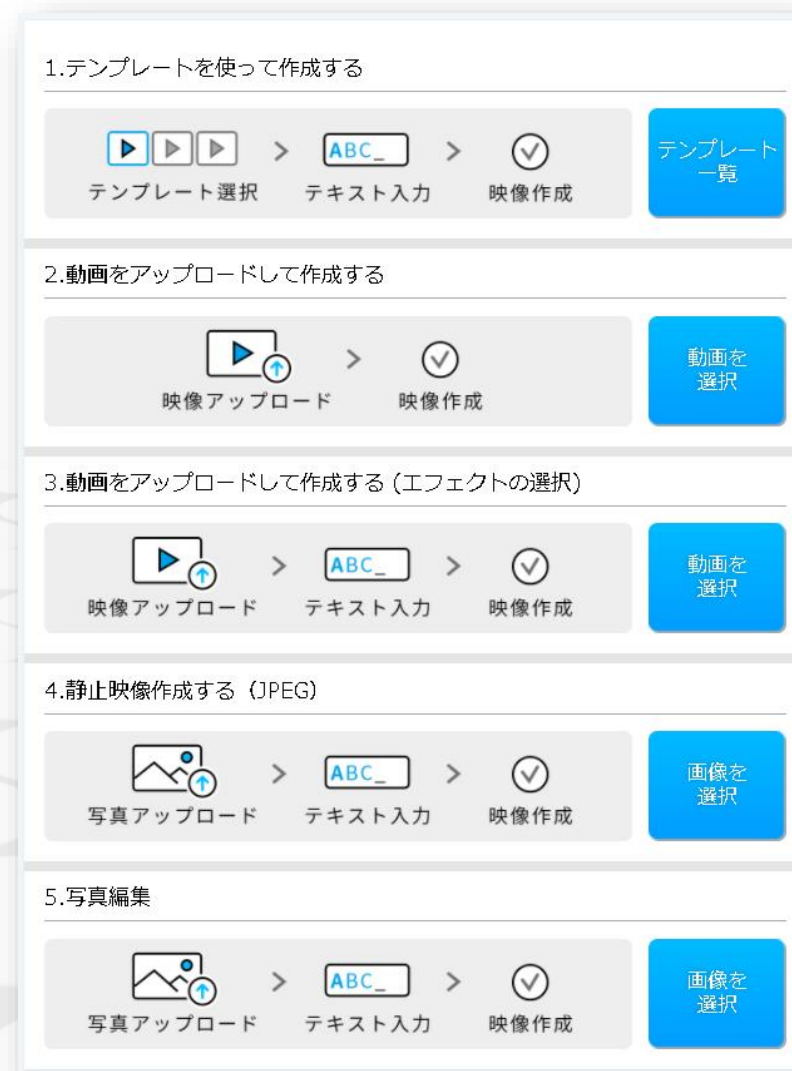 1.テンプレートを使って作成する
ABC_
テンプレート選択 テキスト入力 映像作成
テンプレート
一覧
2.動画をアップロードして作成する
映像アップロード 映像作成
動画を
選択
3.動画をアップロードして作成する (エフェクトの選択)
ABC_
映像アップロード テキスト入力 映像作成
動画を
選択
4.静止映像作成する（JPEG）
ABC_
写真アップロード テキスト入力 映像作成
画像を
選択
5.写真編集
ABC_
写真アップロード テキスト入力 映像作成
画像を
選択